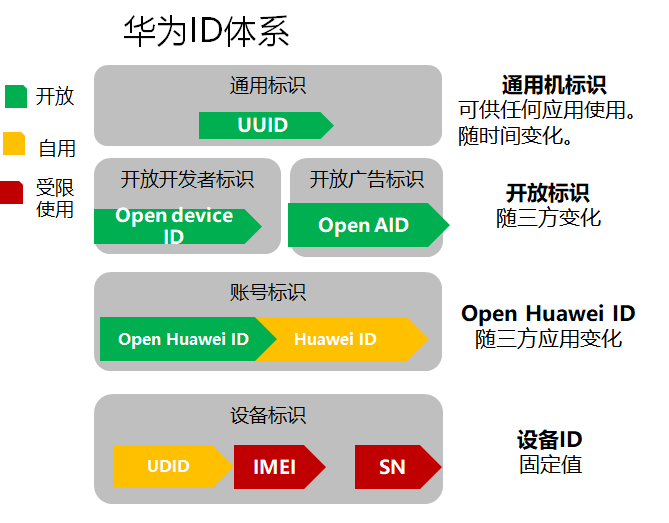 华为ID体系
开放
自用
受限
使用
通用标识
UUID
通用机标识
可供任何应用使用。
随时间变化。
开放开发者标识
Open device
ID
开放广告标识
Open AID
开放标识
随三方变化
账号标识
Open Huawei ID
Huawei ID
Open Huawei ID
随三方应用变化
设备标识
UDID
IMEI
SN
设备ID
固定值